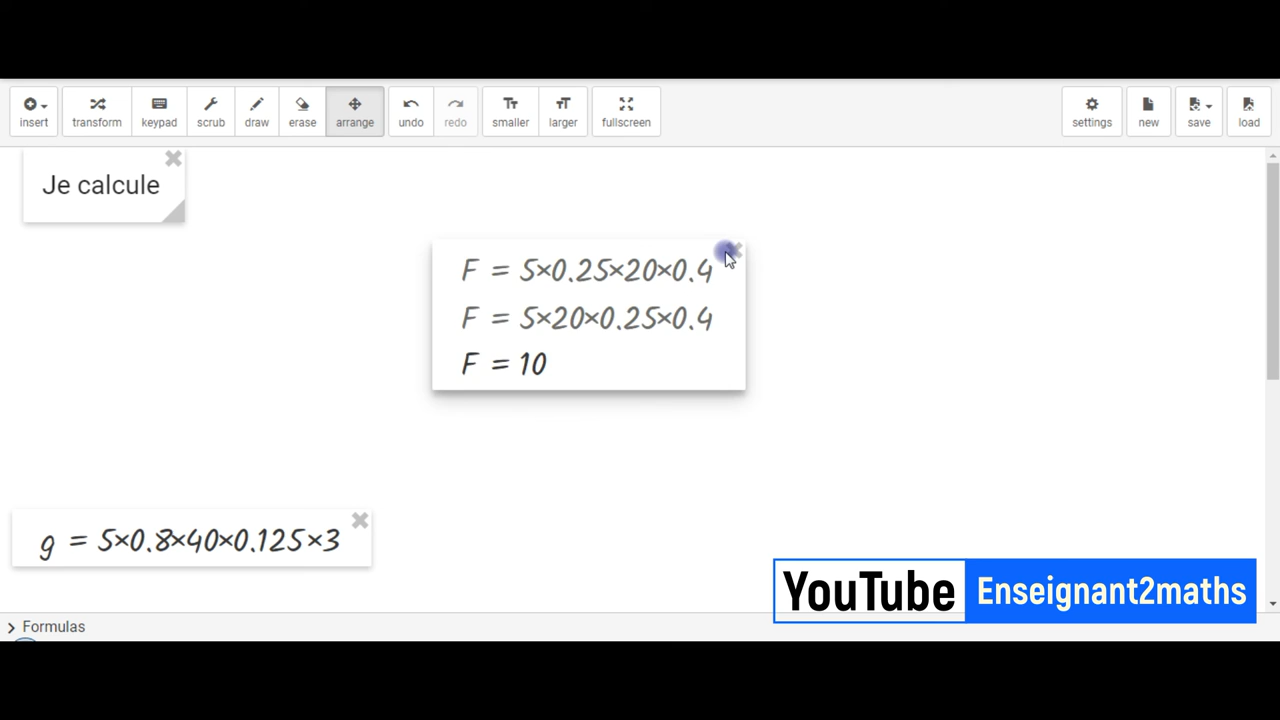 insert transform keypad scrub draw erase arrange undo redo smaller larger fullscreen settings new save load
Je calcule
F = 5×0.25×20×0.4
F = 5×20×0.25×0.4
F = 10
g = 5×0.8×40×0.125×3
YouTube Enseignant2maths
Formulas